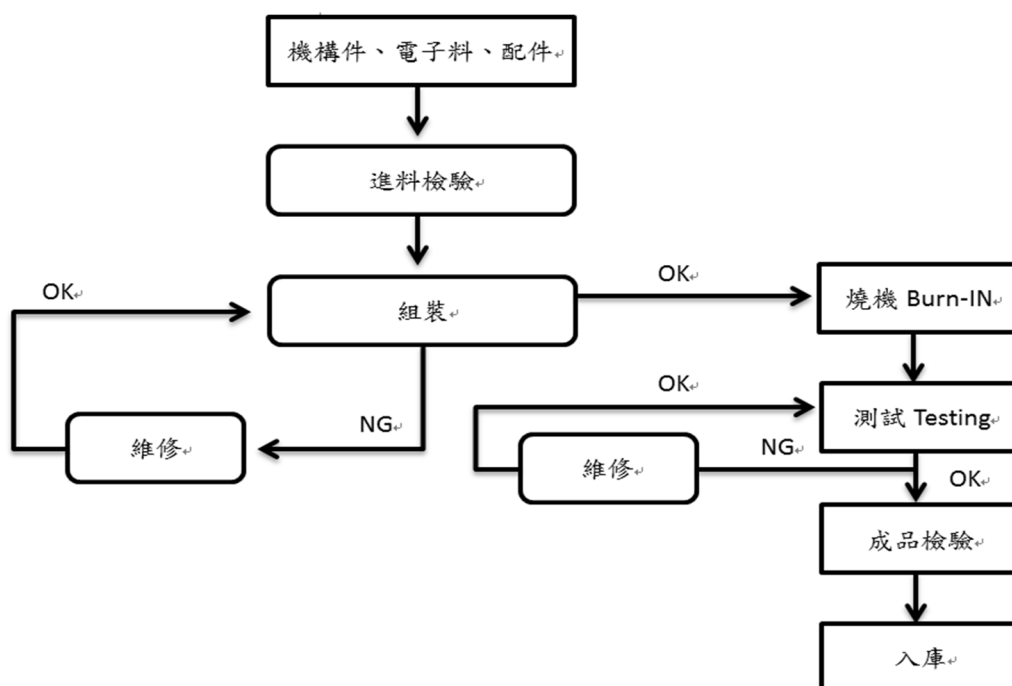 機構件、電子料、配件
進料檢驗
組裝
OK
燒機 Burn-IN
OK
NG
維修
測試 Testing
OK
NG
維修
OK
成品檢驗
入庫